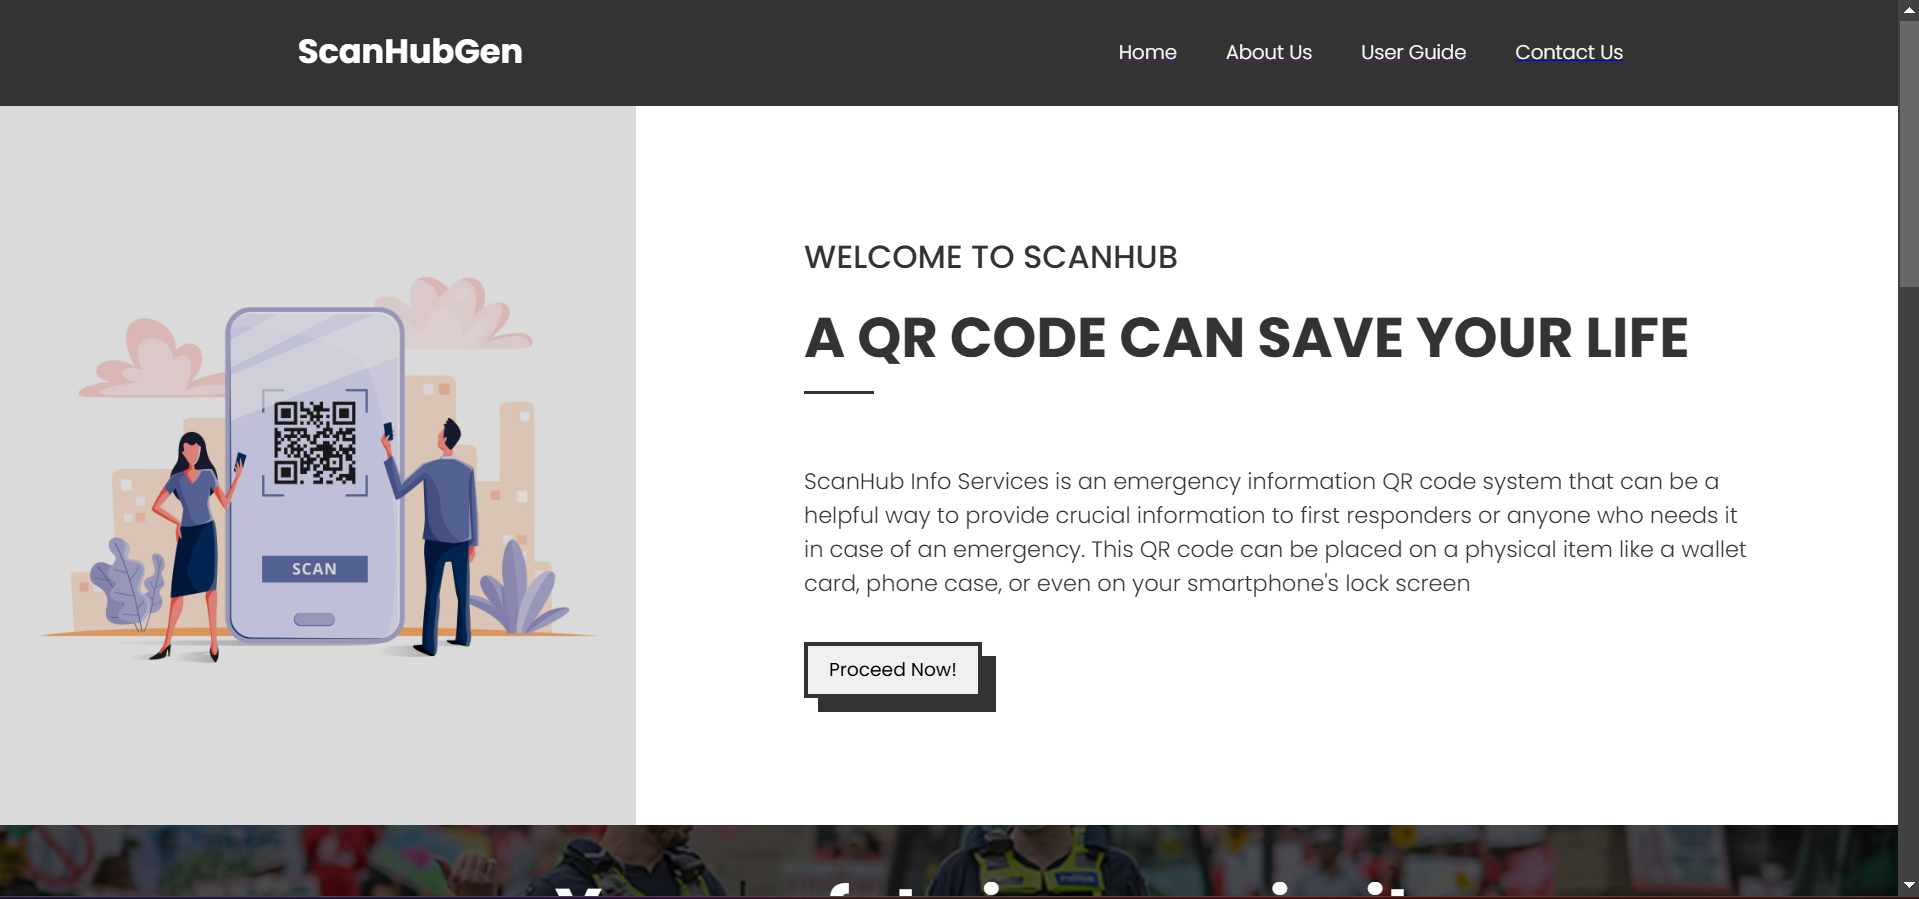 ScanHubGen
Home About Us User Guide Contact Us
WELCOME TO SCANHUB
A QR CODE CAN SAVE YOUR LIFE
ScanHub Info Services is an emergency information QR code system that can be a
helpful way to provide crucial information to first responders or anyone who needs it
in case of an emergency. This QR code can be placed on a physical item like a wallet
card, phone case, or even on your smartphone's lock screen
SCAN
Proceed Now!